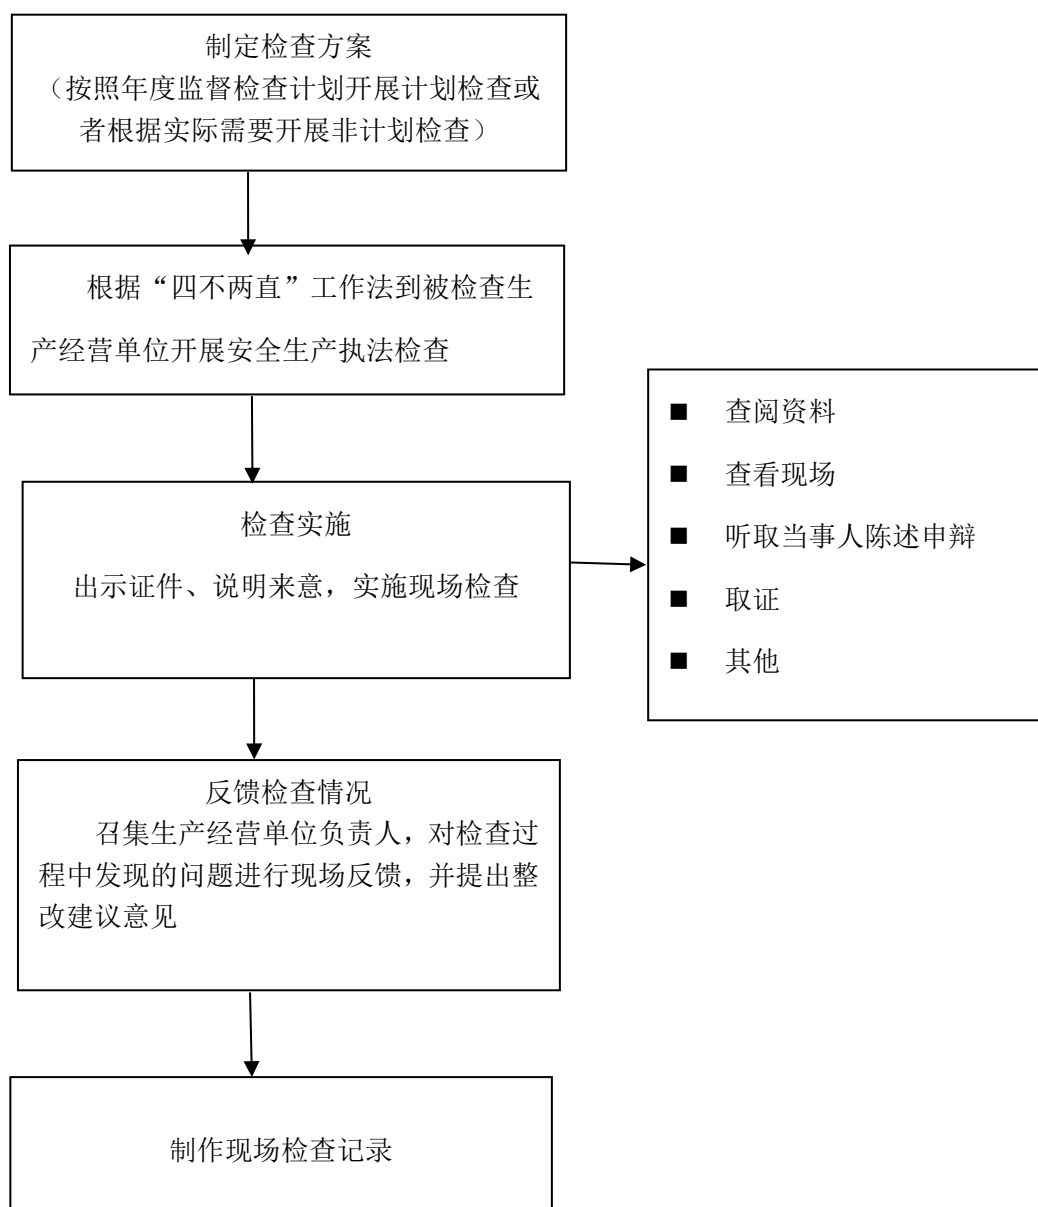 制定检查方案
（按照年度监督检查计划开展计划检查或
者根据实际需要开展非计划检查）
根据“四不两直”工作法到被检查生
产经营单位开展安全生产执法检查
检查实施
出示证件、说明来意，实施现场检查
■ 查阅资料
■ 查看现场
■ 听取当事人陈述申辩
■ 取证
■ 其他
反馈检查情况
召集生产经营单位负责人，对检查过
程中发现的问题进行现场反馈，并提出整
改建议意见
制作现场检查记录